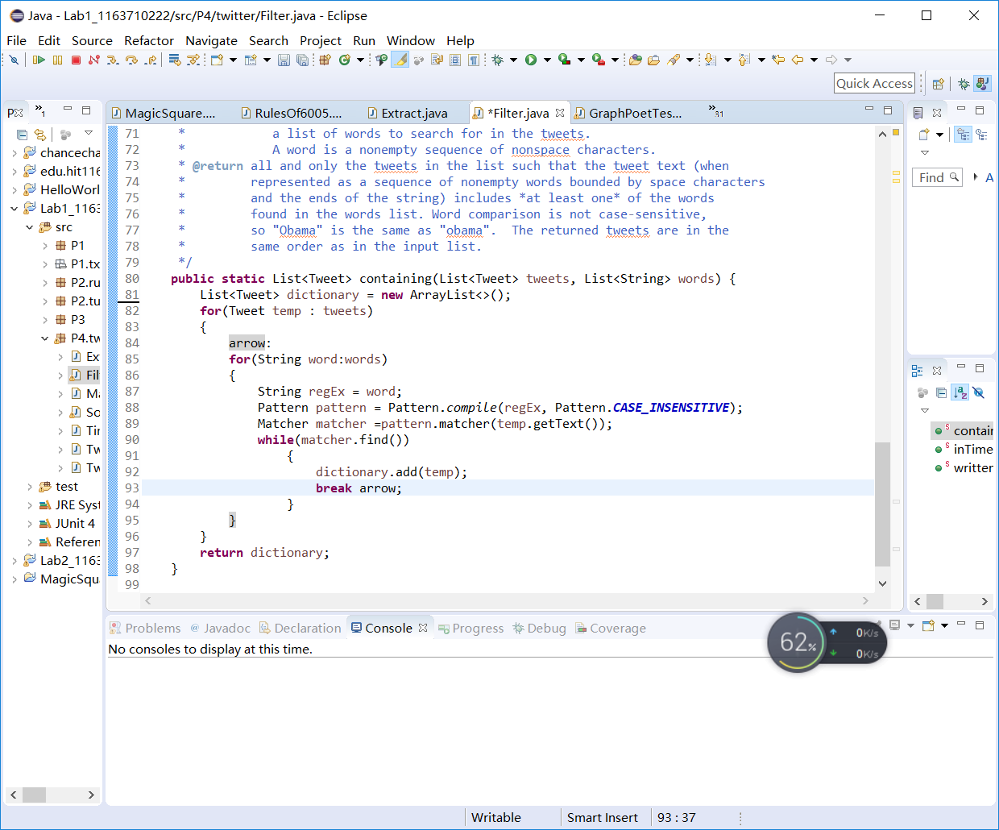 Java - Lab1_1163710222/src/P4/twitter/Filter.java - Eclipse
File Edit Source Refactor Navigate Search Project Run Window Help
Quick Access
P
»1
MagicSquare.... RulesOf6005.... Extract.java *Filter.java GraphPoetTes... »31
chancecha
edu.hit116
HelloWorl
Lab1_1163
src
P1
P1.tx
P2.ru
P2.tu
P3
P4.tw
Ex
Fil
Ma
So
Tir
Tw
Tw
test
JRE Syst
JUnit 4
Referen
Lab2_1163
MagicSqu
71 * a list of words to search for in the tweets.
72 * A word is a nonempty sequence of nonspace characters.
73 * @return all and only the tweets in the list such that the tweet text (when
74 * represented as a sequence of nonempty words bounded by space characters
75 * and the ends of the string) includes *at least one* of the words
76 * found in the words list. Word comparison is not case-sensitive,
77 * so "Obama" is the same as "obama". The returned tweets are in the
78 * same order as in the input list.
79 */
80 public static List<Tweet> containing(List<Tweet> tweets, List<String> words) {
81 List<Tweet> dictionary = new ArrayList<>();
82 for(Tweet temp : tweets)
83 {
84 arrow:
85 for(String word:words)
86 {
87 String regEx = word;
88 Pattern pattern = Pattern.compile(regEx, Pattern.CASE_INSENSITIVE);
89 Matcher matcher =pattern.matcher(temp.getText());
90 while(matcher.find())
91 {
92 dictionary.add(temp);
93 break arrow;
94 }
95 }
96 }
97 return dictionary;
98 }
99
Find A
contair
inTime
writter
Problems @ Javadoc Declaration Console Progress Debug Coverage
No consoles to display at this time.
62%
0K/s
0K/s
Writable Smart Insert 93 : 37